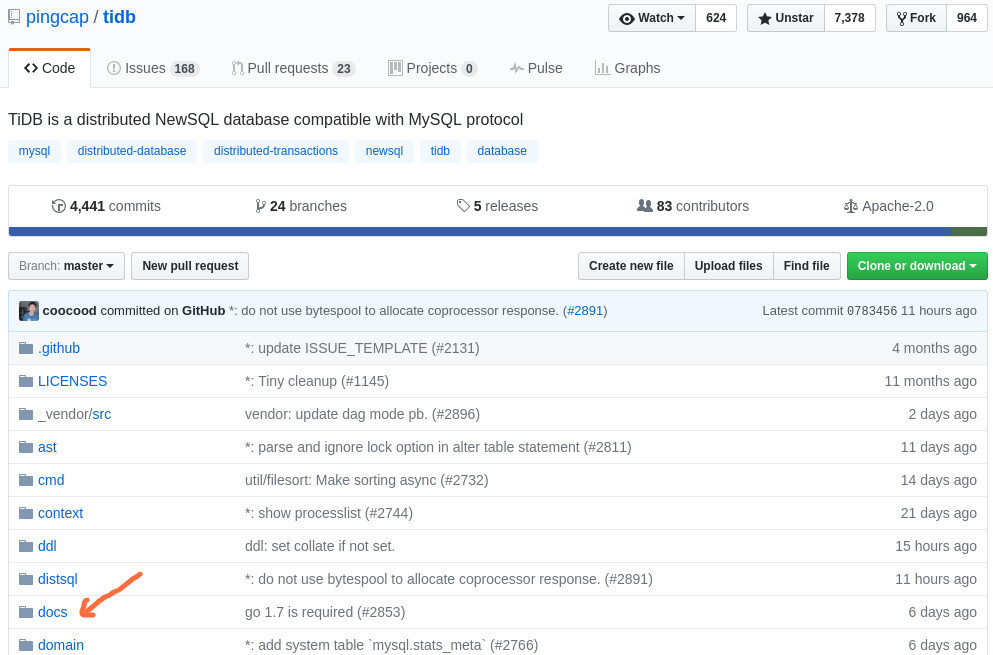 pingcap / tidb
Watch 624 Unstar 7,378 Fork 964
Code Issues 168 Pull requests 23 Projects 0 Pulse Graphs
TiDB is a distributed NewSQL database compatible with MySQL protocol
mysql distributed-database distributed-transactions newsql tidb database
4,441 commits 24 branches 5 releases 83 contributors Apache-2.0
Branch: master New pull request Create new file Upload files Find file Clone or download
coocood committed on GitHub *: do not use bytespool to allocate coprocessor response. (#2891) Latest commit 0783456 11 hours ago
.github *: update ISSUE_TEMPLATE (#2131) 4 months ago
LICENSES *: Tiny cleanup (#1145) 11 months ago
_vendor/src vendor: update dag mode pb. (#2896) 2 days ago
ast *: parse and ignore lock option in alter table statement (#2811) 11 days ago
cmd util/filesort: Make sorting async (#2732) 14 days ago
context *: show processlist (#2744) 21 days ago
ddl ddl: set collate if not set. 15 hours ago
distsql *: do not use bytespool to allocate coprocessor response. (#2891) 11 hours ago
docs go 1.7 is required (#2853) 6 days ago
domain *: add system table `mysql.stats_meta` (#2766) 6 days ago